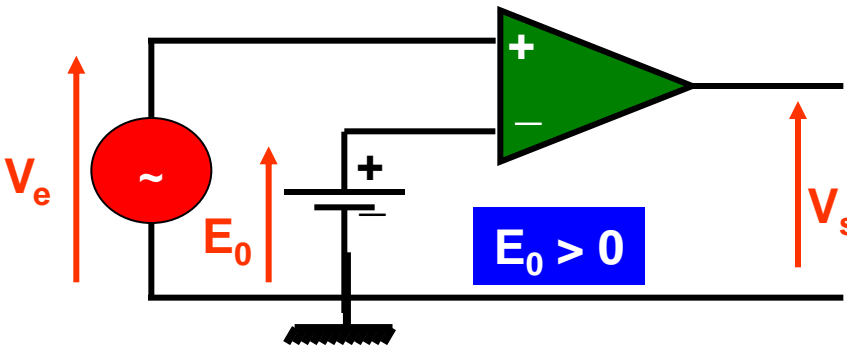 +
−
~
+
−
Vₑ
E₀
E₀ > 0
Vₛ